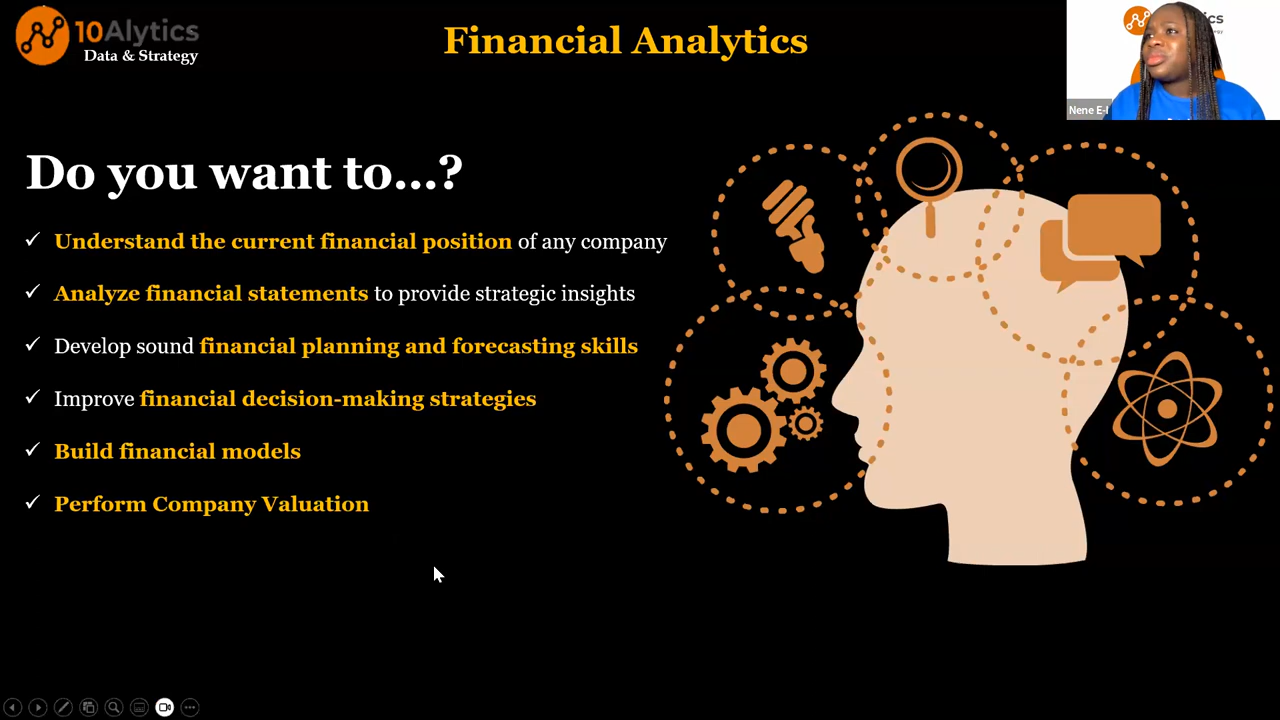 10Alytics
Data & Strategy
Financial Analytics
Nene E-I
Do you want to...?
✓ Understand the current financial position of any company
✓ Analyze financial statements to provide strategic insights
✓ Develop sound financial planning and forecasting skills
✓ Improve financial decision-making strategies
✓ Build financial models
✓ Perform Company Valuation